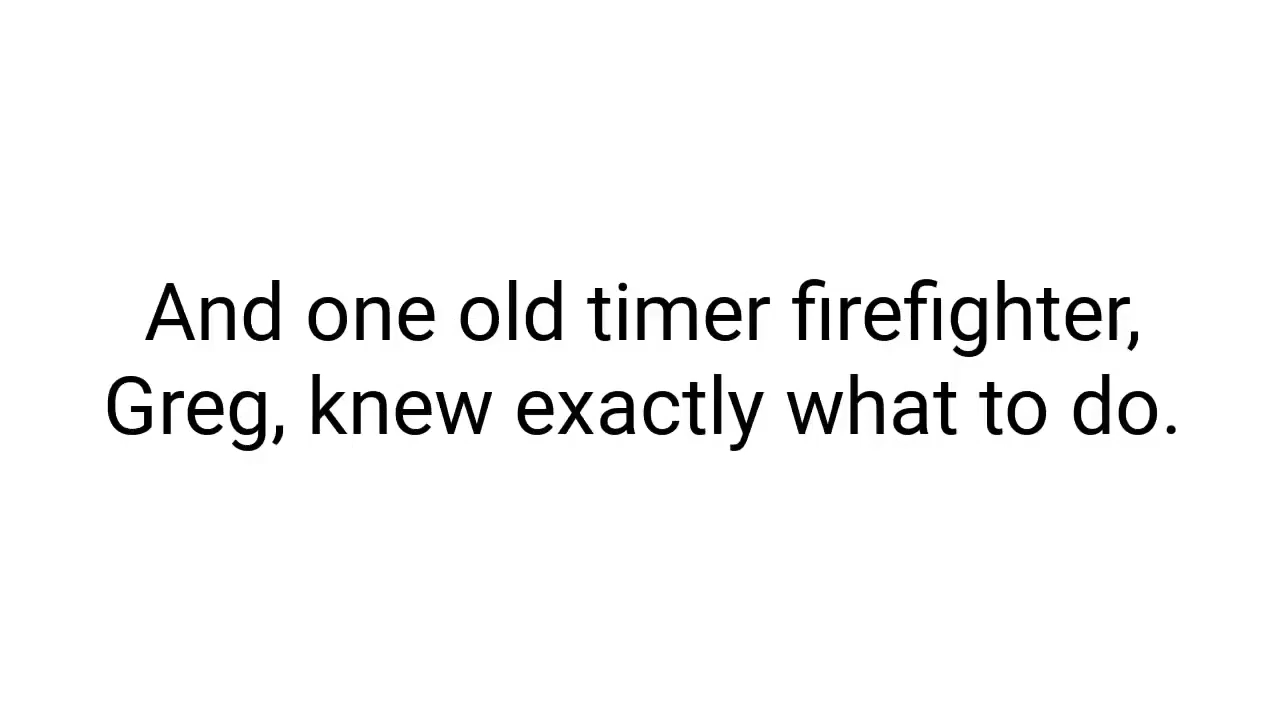 And one old timer firefighter,
Greg, knew exactly what to do.